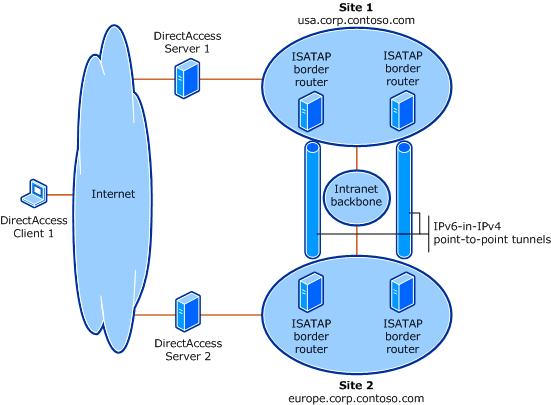 Site 1
usa.corp.contoso.com
DirectAccess
Server 1
ISATAP
border
router
ISATAP
border
router
Internet
DirectAccess
Client 1
Intranet
backbone
IPv6-in-IPv4
point-to-point tunnels
DirectAccess
Server 2
ISATAP
border
router
ISATAP
border
router
Site 2
europe.corp.contoso.com